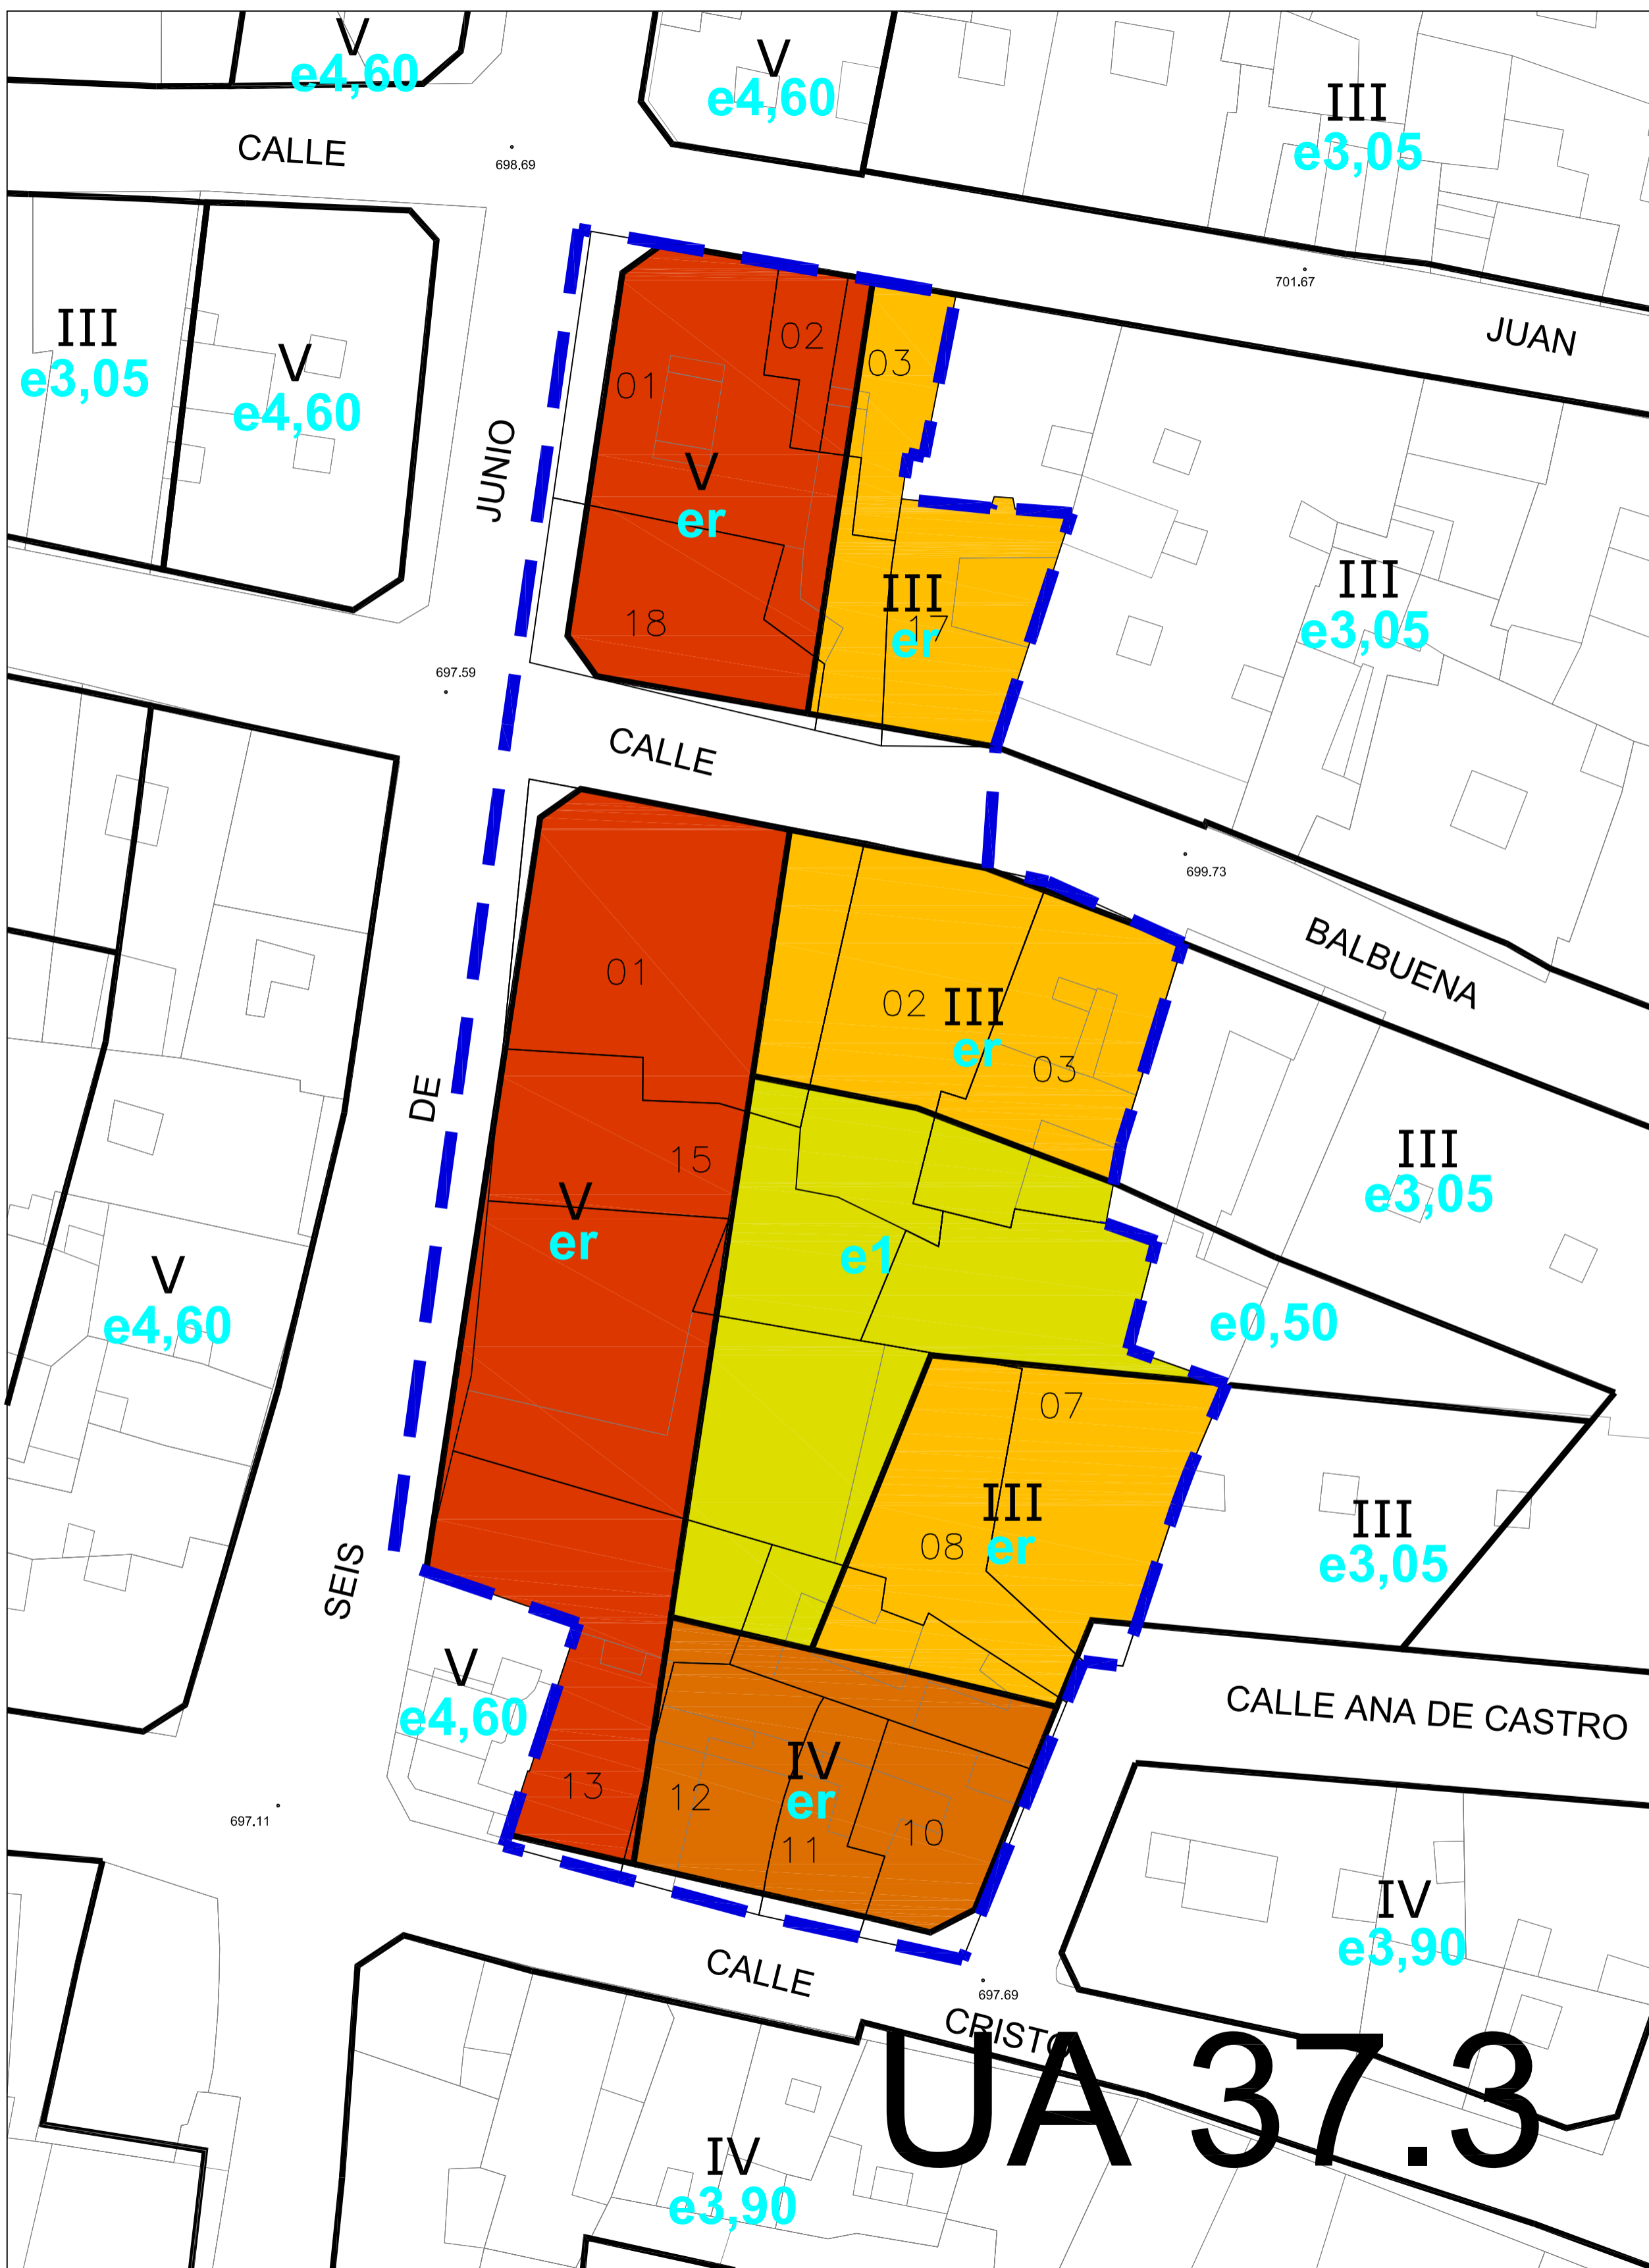 V
e4,60
V
e4,60
III
e3,05
CALLE
698.69
701.67
JUAN
III
e3,05
V
e4,60
JUNIO
01
02
03
V
er
18
III
17
er
III
e3,05
697.59
CALLE
699.73
BALBUENA
01
02
III
er
03
DE
15
V
er
e1
III
e3,05
e0,50
V
e4,60
07
III
08
er
III
e3,05
SEIS
V
e4,60
CALLE ANA DE CASTRO
13
12
IV
er
11
10
697.11
IV
e3,90
CALLE
697.69
CRISTO
UA 37.3
IV
e3,90